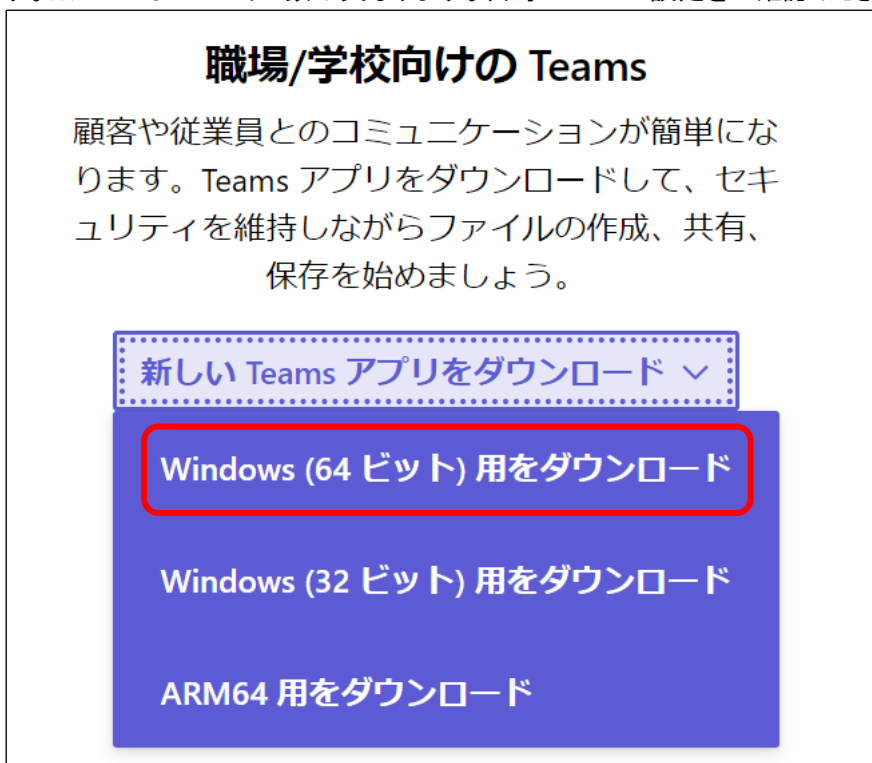 職場/学校向けの Teams
顧客や従業員とのコミュニケーションが簡単にな
ります。Teams アプリをダウンロードして、セキ
ュリティを維持しながらファイルの作成、共有、
保存を始めましょう。
新しい Teams アプリをダウンロード
Windows (64 ビット) 用をダウンロード
Windows (32 ビット) 用をダウンロード
ARM64 用をダウンロード